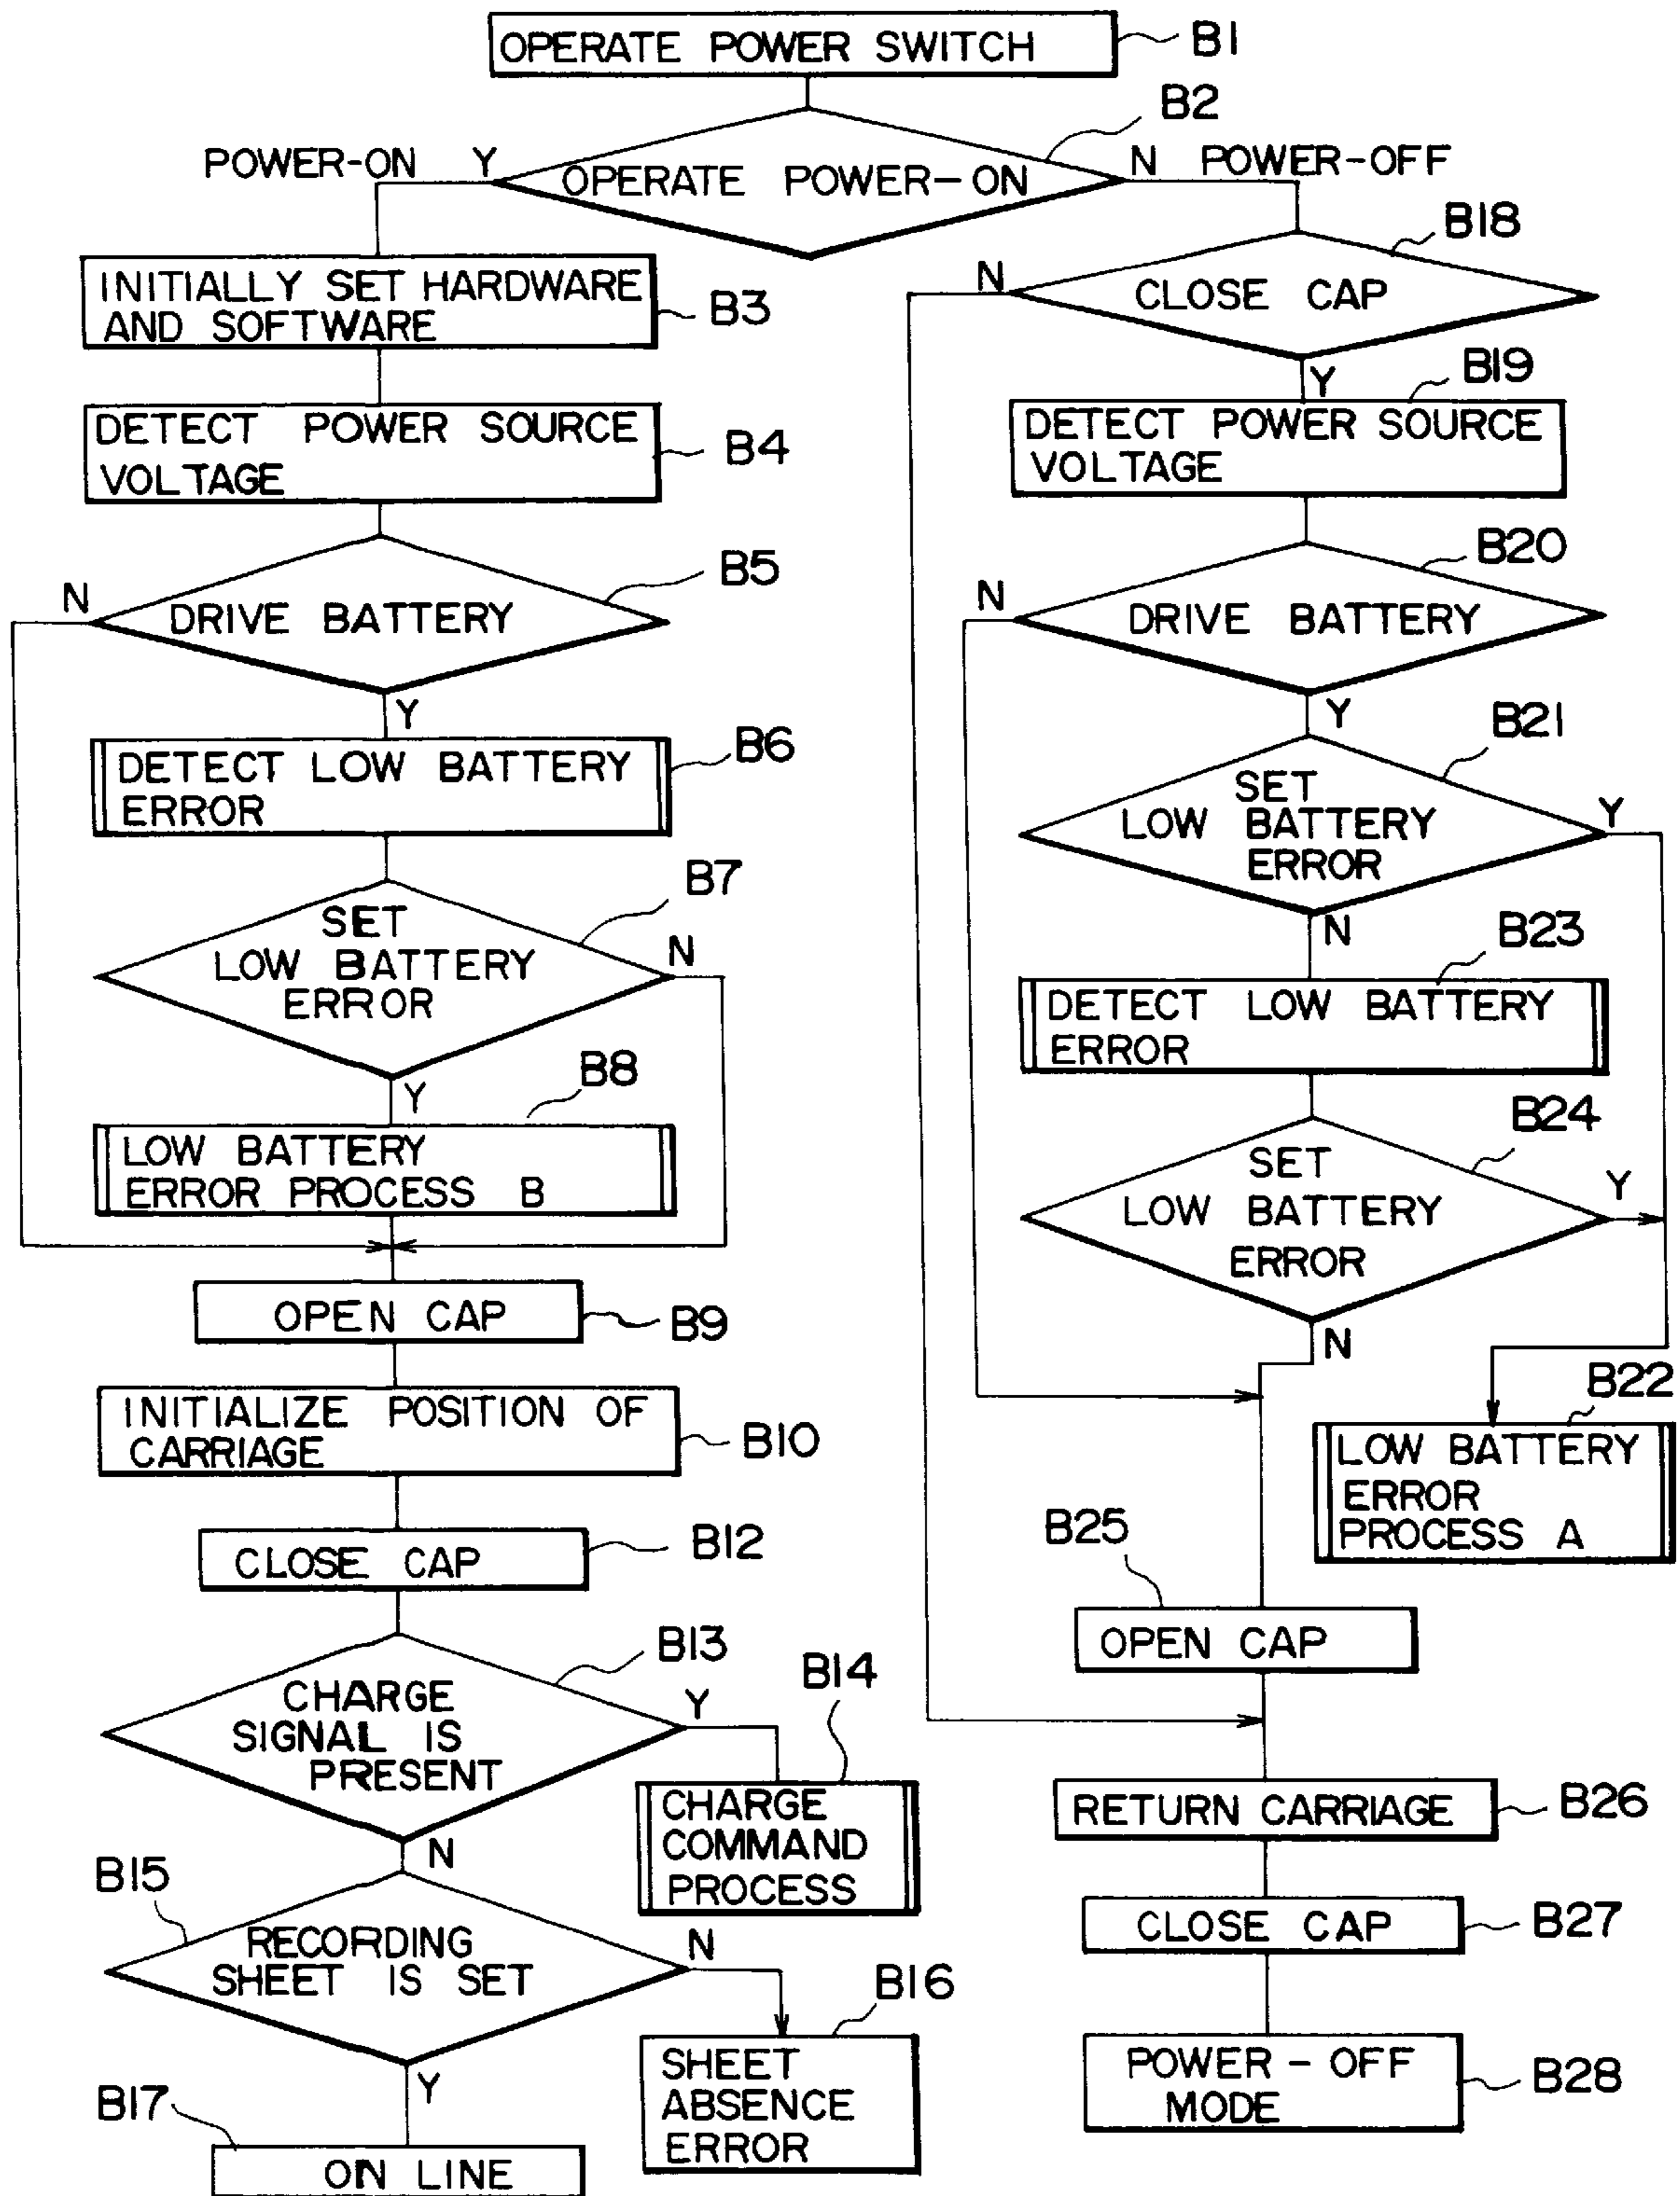 OPERATE POWER SWITCH
B1
B2
POWER-ON
Y
OPERATE POWER-ON
N
POWER-OFF
INITIALLY SET HARDWARE
AND SOFTWARE
B3
DETECT POWER SOURCE
VOLTAGE
B4
B5
N
DRIVE BATTERY
Y
DETECT LOW BATTERY
ERROR
B6
B7
SET
LOW BATTERY
ERROR
N
Y
B8
LOW BATTERY
ERROR PROCESS B
OPEN CAP
B9
INITIALIZE POSITION OF
CARRIAGE
B10
CLOSE CAP
B12
B13
CHARGE
SIGNAL IS
PRESENT
Y
B14
CHARGE
COMMAND
PROCESS
N
B15
RECORDING
SHEET IS SET
N
B16
SHEET
ABSENCE
ERROR
Y
B17
ON LINE
B18
N
CLOSE CAP
Y
B19
DETECT POWER SOURCE
VOLTAGE
B20
N
DRIVE BATTERY
Y
B21
SET
LOW BATTERY
ERROR
Y
N
B23
DETECT LOW BATTERY
ERROR
B24
SET
LOW BATTERY
ERROR
Y
N
B22
LOW BATTERY
ERROR
PROCESS A
B25
OPEN CAP
RETURN CARRIAGE
B26
CLOSE CAP
B27
POWER-OFF
MODE
B28